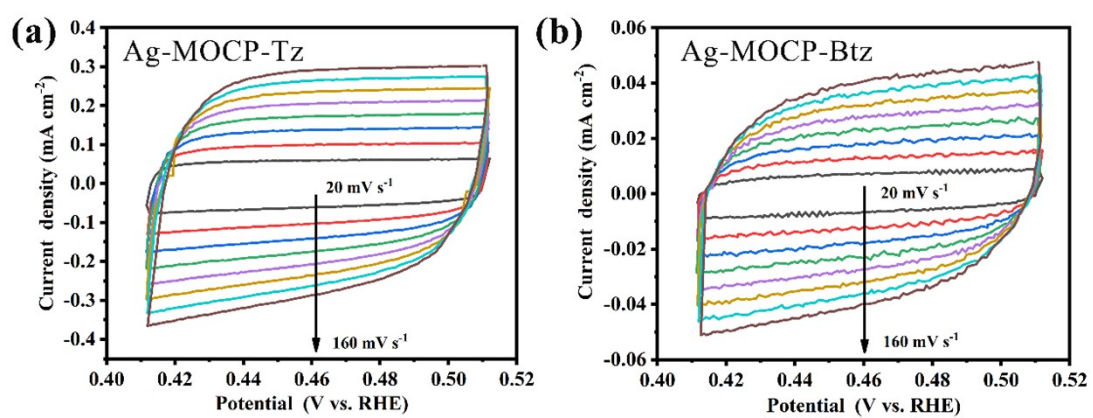 (a)
Ag-MOCP-Tz
0.4
0.3
0.2
0.1
0.0
-0.1
-0.2
-0.3
-0.4
Current density (mA cm⁻²)
20 mV s⁻¹
160 mV s⁻¹
0.40 0.42 0.44 0.46 0.48 0.50 0.52
Potential (V vs. RHE)
(b)
Ag-MOCP-Btz
0.06
0.04
0.02
0.00
-0.02
-0.04
-0.06
Current density (mA cm⁻²)
20 mV s⁻¹
160 mV s⁻¹
0.40 0.42 0.44 0.46 0.48 0.50 0.52
Potential (V vs. RHE)